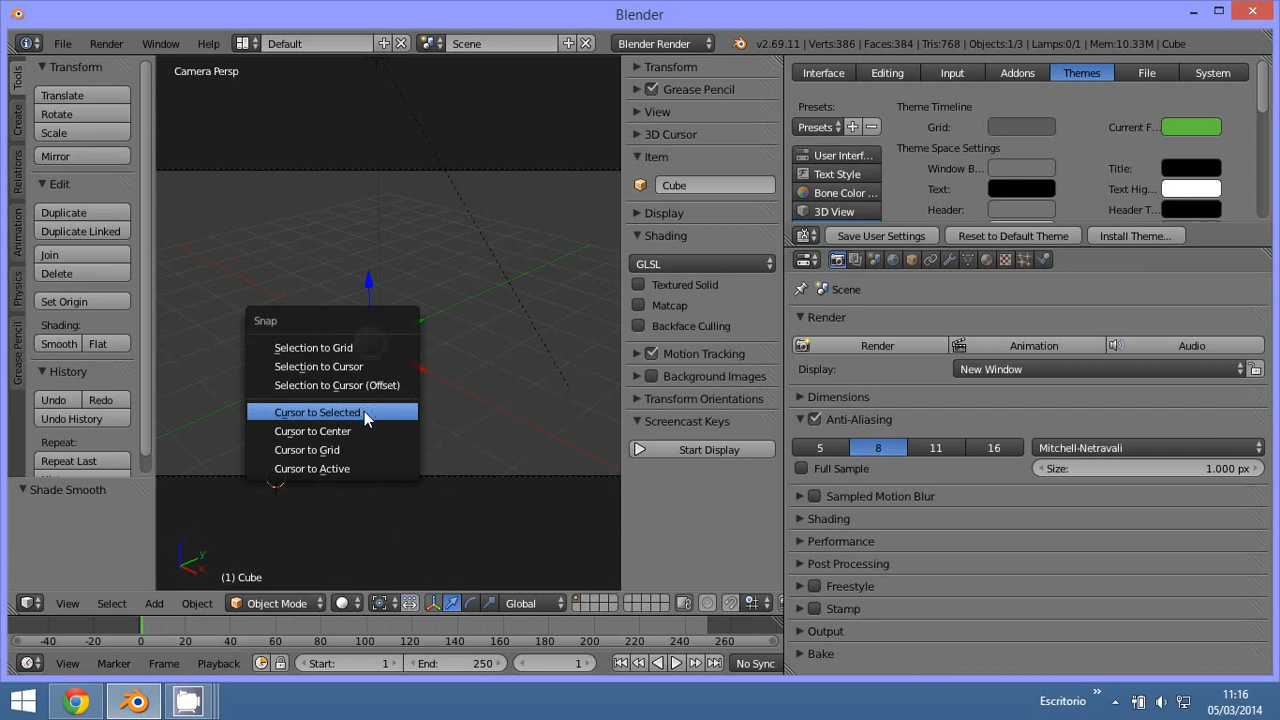 Blender
File Render Window Help Default Scene Blender Render v2.69.11 | Verts:386 | Faces:384 | Tris:768 | Objects:1/3 | Lamps:0/1 | Mem:10.33M | Cube
Tools
Create
Relations
Animation
Physics
Grease Pencil
Transform
Translate
Rotate
Scale
Mirror
Edit
Duplicate
Duplicate Linked
Join
Delete
Set Origin
Shading:
Smooth Flat
History
Undo Redo
Undo History
Repeat:
Repeat Last
Shade Smooth
Camera Persp
Snap
Selection to Grid
Selection to Cursor
Selection to Cursor (Offset)
Cursor to Selected
Cursor to Center
Cursor to Grid
Cursor to Active
z
y
x
(1) Cube
Transform
Grease Pencil
View
3D Cursor
Item
Cube
Display
Shading
GLSL
Textured Solid
Matcap
Backface Culling
Motion Tracking
Background Images
Transform Orientations
Screencast Keys
Start Display
Interface Editing Input Addons Themes File System
Presets:
Presets
User Interf...
Text Style
Bone Color ...
3D View
Theme Timeline
Grid: Current F...
Theme Space Settings
Window B... Title:
Text: Text Hig...
Header: Header T...
Save User Settings Reset to Default Theme Install Theme...
Scene
Render
Render Animation Audio
Display: New Window
Dimensions
Anti-Aliasing
5 8 11 16 Mitchell-Netravali
Full Sample Size: 1.000 px
Sampled Motion Blur
Shading
Performance
Post Processing
Freestyle
Stamp
Output
Bake
View Select Add Object Object Mode Global
-40 -20 0 20 40 60 80 100 120 140 160 180 200 220 240 260
View Marker Frame Playback Start: 1 End: 250 1 No Sync
Escritorio
11:16
05/03/2014